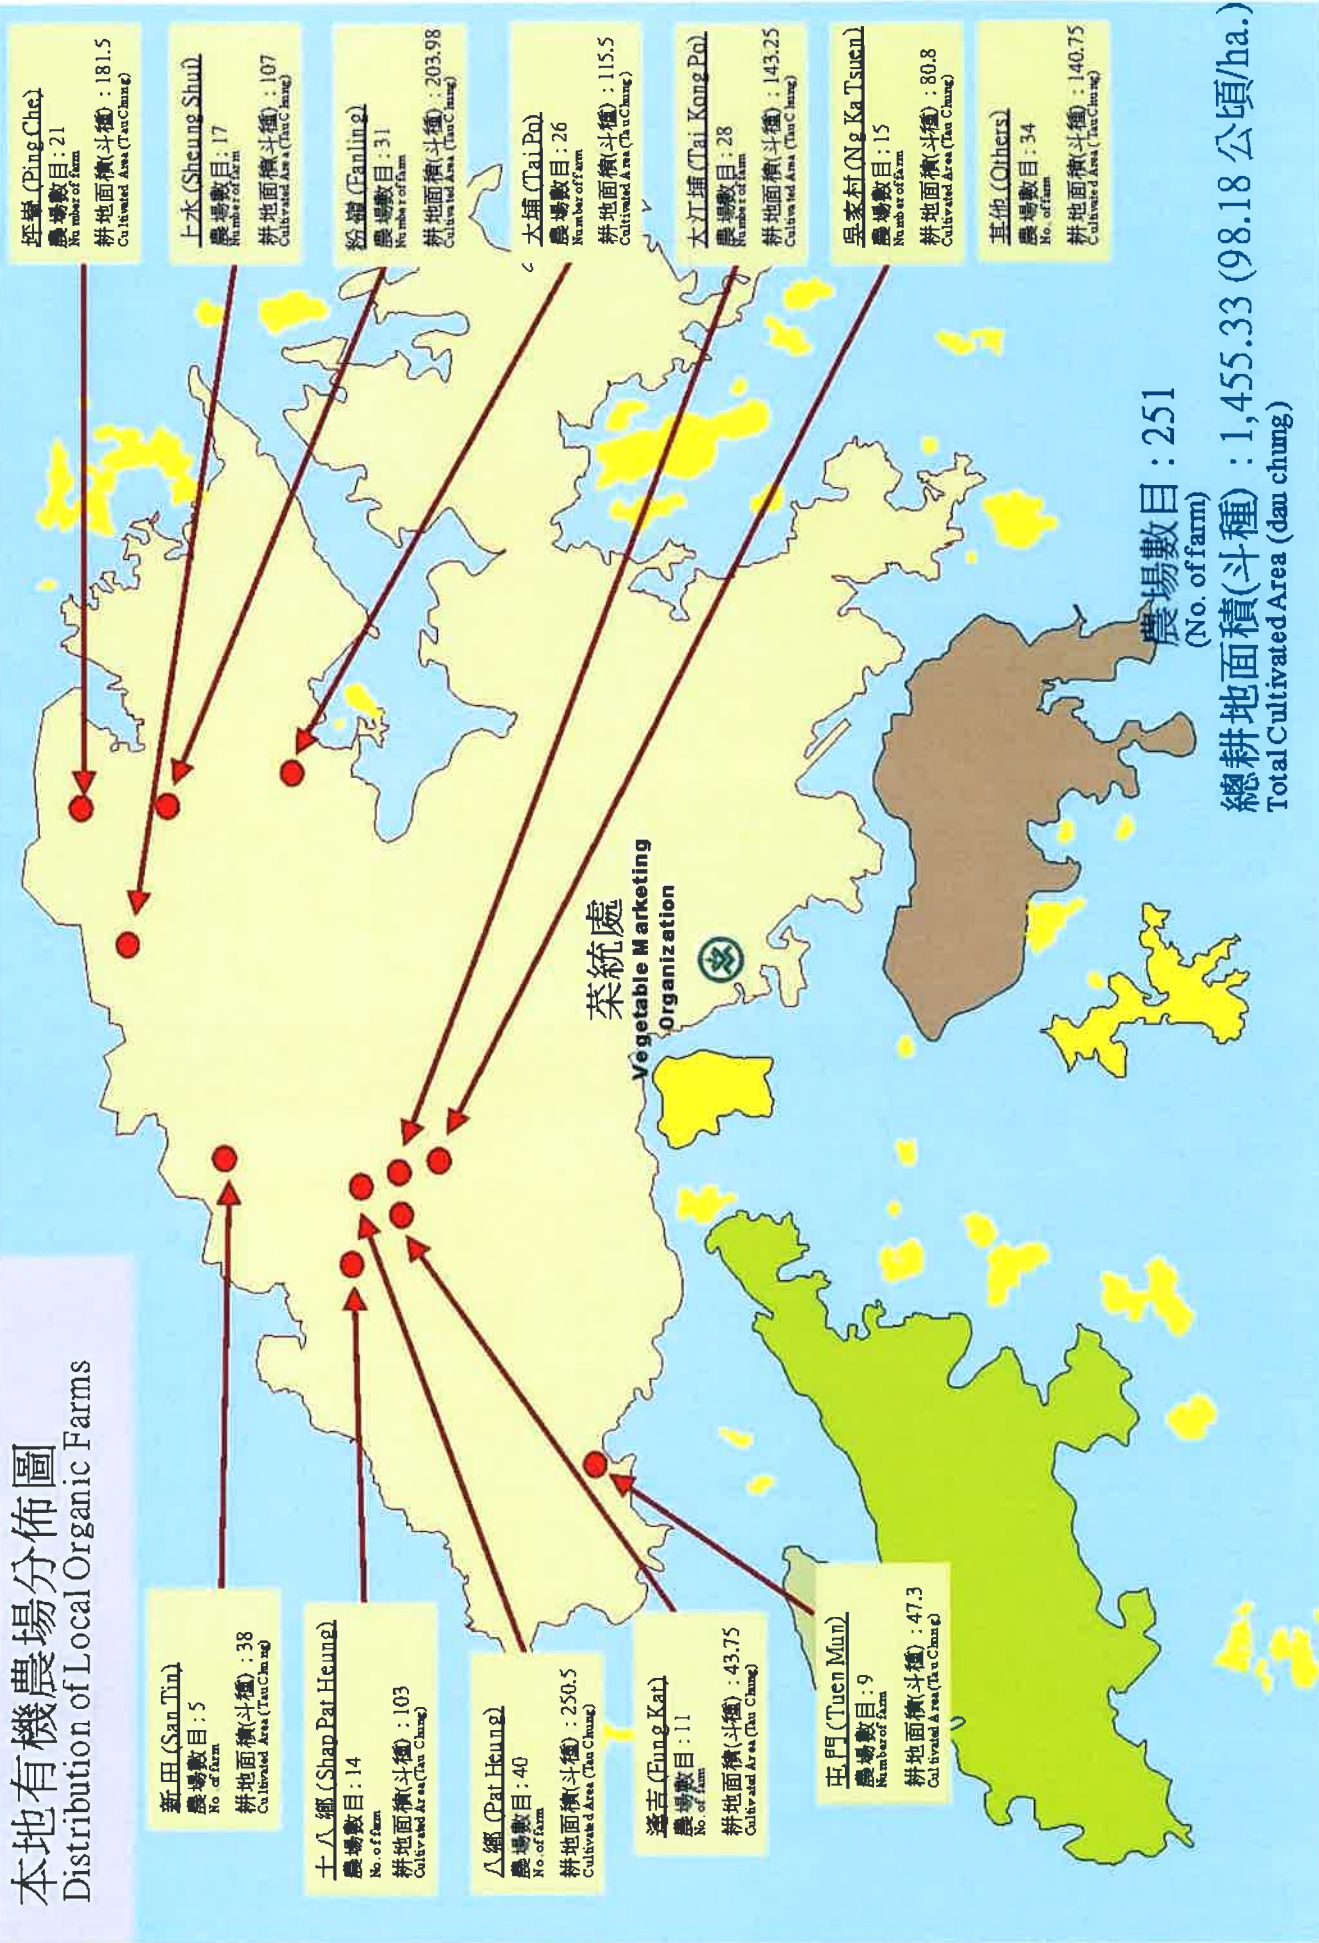 本地有機農場分佈圖
Distribution of Local Organic Farms
新田 (San Tin)
農場數目 : 5
No. of farm
耕地面積(斗種) : 38
Cultivated Area (Tau Chung)
十八鄉 (Shap Pat Heung)
農場數目 : 14
No. of farm
耕地面積(斗種) : 103
Cultivated Area (Tau Chung)
八鄉 (Pat Heung)
農場數目 : 40
No. of farm
耕地面積(斗種) : 250.5
Cultivated Area (Tau Chung)
逢吉 (Fung Kat)
農場數目 : 11
No. of farm
耕地面積(斗種) : 43.75
Cultivated Area (Tau Chung)
屯門 (Tuen Mun)
農場數目 : 9
Number of farm
耕地面積(斗種) : 47.3
Cultivated Area (Tau Chung)
菜統處
Vegetable Marketing
Organization
坪輋 (Ping Che)
農場數目 : 21
Number of farm
耕地面積(斗種) : 181.5
Cultivated Area (Tau Chung)
上水 (Sheung Shui)
農場數目 : 17
Number of farm
耕地面積(斗種) : 107
Cultivated Area (Tau Chung)
粉嶺 (Fanling)
農場數目 : 31
Number of farm
耕地面積(斗種) : 203.98
Cultivated Area (Tau Chung)
大埔 (Tai Po)
農場數目 : 26
Number of farm
耕地面積(斗種) : 115.5
Cultivated Area (Tau Chung)
大江埔 (Tai Kong Po)
農場數目 : 28
Number of farm
耕地面積(斗種) : 143.25
Cultivated Area (Tau Chung)
吳家村 (Ng Ka Tsuen)
農場數目 : 15
Number of farm
耕地面積(斗種) : 80.8
Cultivated Area (Tau Chung)
其他 (Others)
農場數目 : 34
No. of farm
耕地面積(斗種) : 140.75
Cultivated Area (Tau Chung)
農場數目 : 251
(No. of farm)
總耕地面積(斗種) : 1,455.33 (98.18 公頃/ha.)
Total Cultivated Area (dau chung)